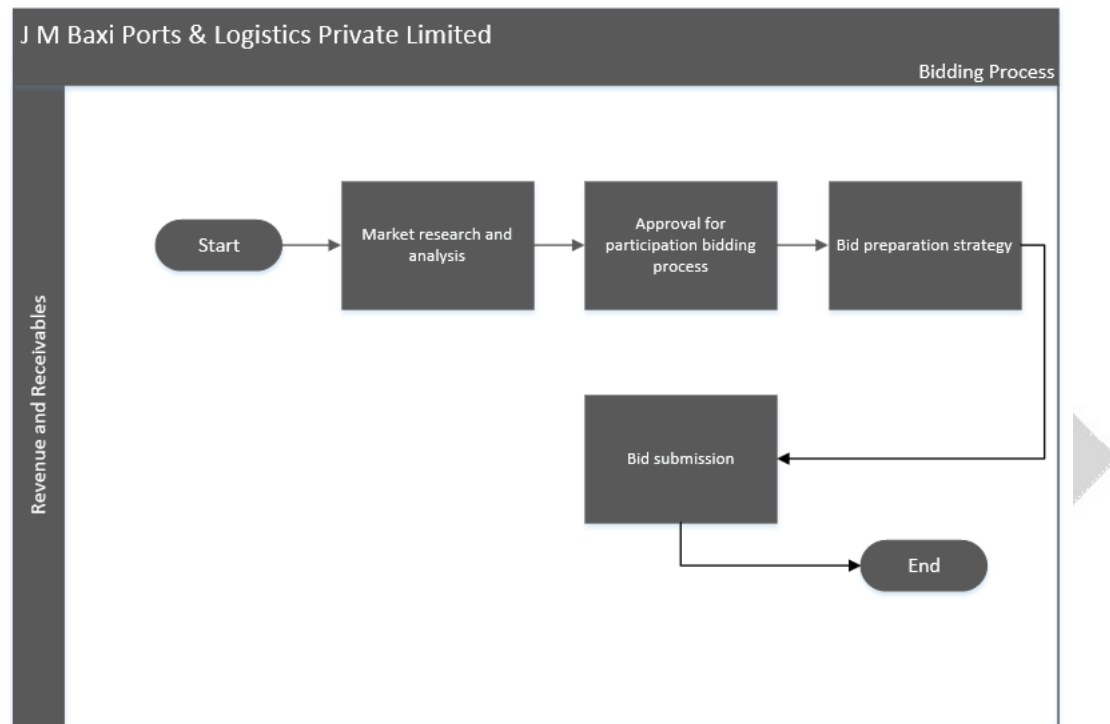 J M Baxi Ports & Logistics Private Limited
Bidding Process
Revenue and Receivables
Start
Market research and
analysis
Approval for
participation bidding
process
Bid preparation strategy
Bid submission
End